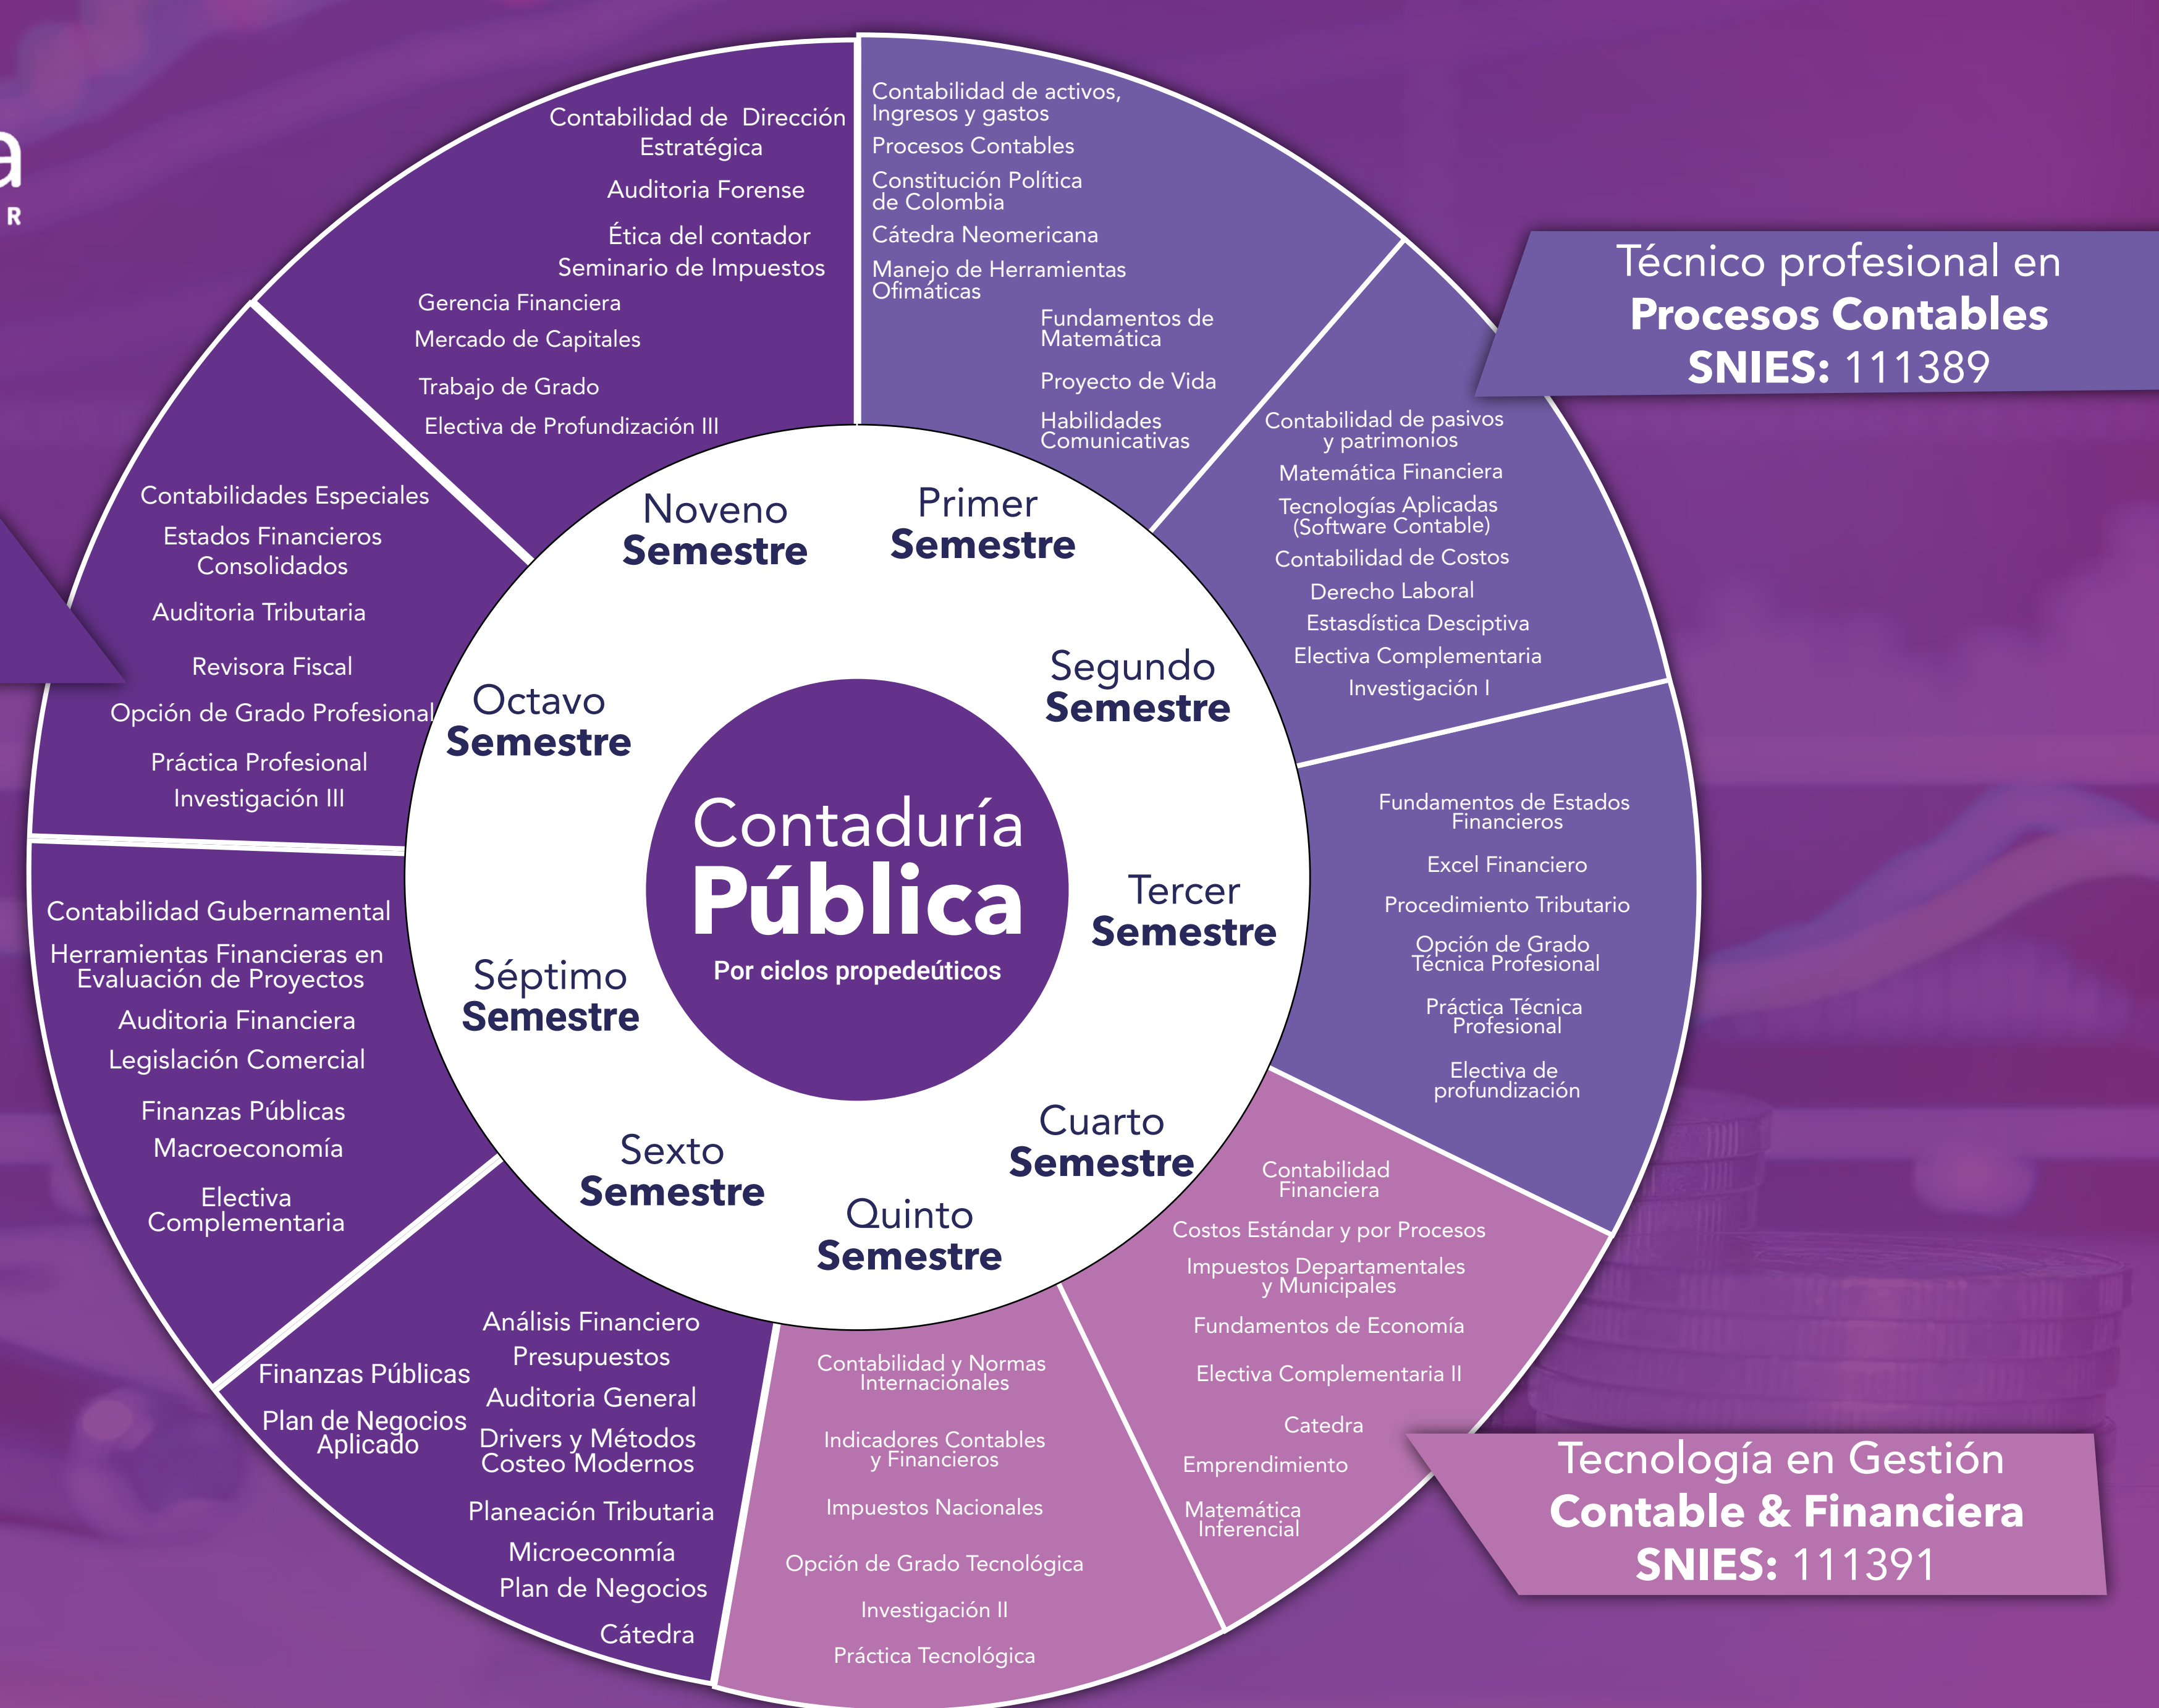 a
R
Contaduría
Pública
Por ciclos propedeúticos
Primer
Semestre
Contabilidad de activos,
Ingresos y gastos
Procesos Contables
Constitución Política
de Colombia
Cátedra Neomericana
Manejo de Herramientas
Ofimáticas
Fundamentos de
Matemática
Proyecto de Vida
Habilidades
Comunicativas
Técnico profesional en
Procesos Contables
SNIES: 111389
Segundo
Semestre
Contabilidad de pasivos
y patrimonios
Matemática Financiera
Tecnologías Aplicadas
(Software Contable)
Contabilidad de Costos
Derecho Laboral
Estasdística Desciptiva
Electiva Complementaria
Investigación I
Tercer
Semestre
Fundamentos de Estados
Financieros
Excel Financiero
Procedimiento Tributario
Opción de Grado
Técnica Profesional
Práctica Técnica
Profesional
Electiva de
profundización
Cuarto
Semestre
Contabilidad
Financiera
Costos Estándar y por Procesos
Impuestos Departamentales
y Municipales
Fundamentos de Economía
Electiva Complementaria II
Catedra
Emprendimiento
Matemática
Inferencial
Tecnología en Gestión
Contable & Financiera
SNIES: 111391
Quinto
Semestre
Contabilidad y Normas
Internacionales
Indicadores Contables
y Financieros
Impuestos Nacionales
Opción de Grado Tecnológica
Investigación II
Práctica Tecnológica
Sexto
Semestre
Análisis Financiero
Presupuestos
Auditoria General
Drivers y Métodos
Costeo Modernos
Planeación Tributaria
Microeconmía
Plan de Negocios
Cátedra
Finanzas Públicas
Plan de Negocios
Aplicado
Séptimo
Semestre
Contabilidad Gubernamental
Herramientas Financieras en
Evaluación de Proyectos
Auditoria Financiera
Legislación Comercial
Finanzas Públicas
Macroeconomía
Electiva
Complementaria
Octavo
Semestre
Contabilidades Especiales
Estados Financieros
Consolidados
Auditoria Tributaria
Revisora Fiscal
Opción de Grado Profesional
Práctica Profesional
Investigación III
Noveno
Semestre
Contabilidad de Dirección
Estratégica
Auditoria Forense
Ética del contador
Seminario de Impuestos
Gerencia Financiera
Mercado de Capitales
Trabajo de Grado
Electiva de Profundización III